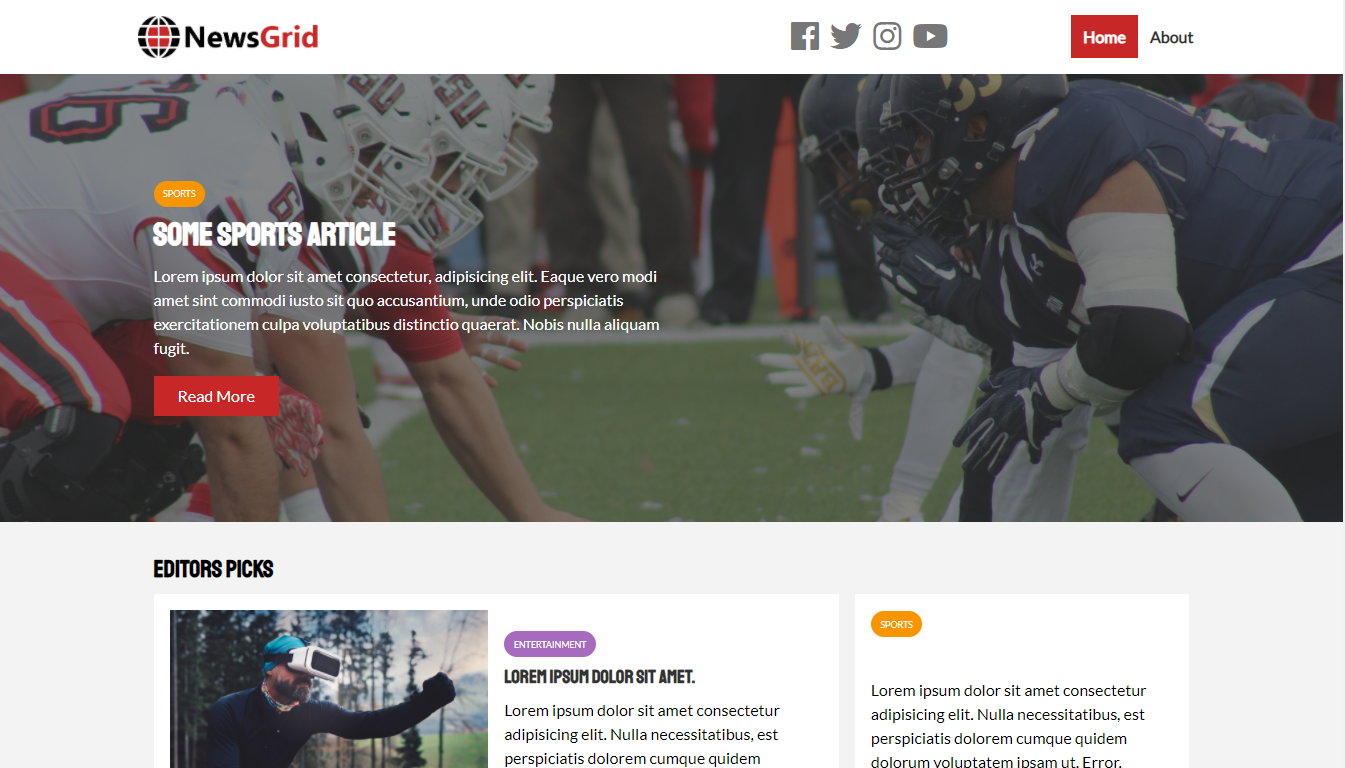 NewsGrid
Home
About
SPORTS
SOME SPORTS ARTICLE
Lorem ipsum dolor sit amet consectetur, adipisicing elit. Eaque vero modi
amet sint commodi iusto sit quo accusantium, unde odio perspiciatis
exercitationem culpa voluptatibus distinctio quaerat. Nobis nulla aliquam
fugit.
Read More
EDITORS PICKS
ENTERTAINMENT
LOREM IPSUM DOLOR SIT AMET.
Lorem ipsum dolor sit amet consectetur
adipisicing elit. Nulla necessitatibus, est
perspiciatis dolorem cumque quidem
SPORTS
Lorem ipsum dolor sit amet consectetur
adipisicing elit. Nulla necessitatibus, est
perspiciatis dolorem cumque quidem
dolorum voluptatem ipsam ut. Error,